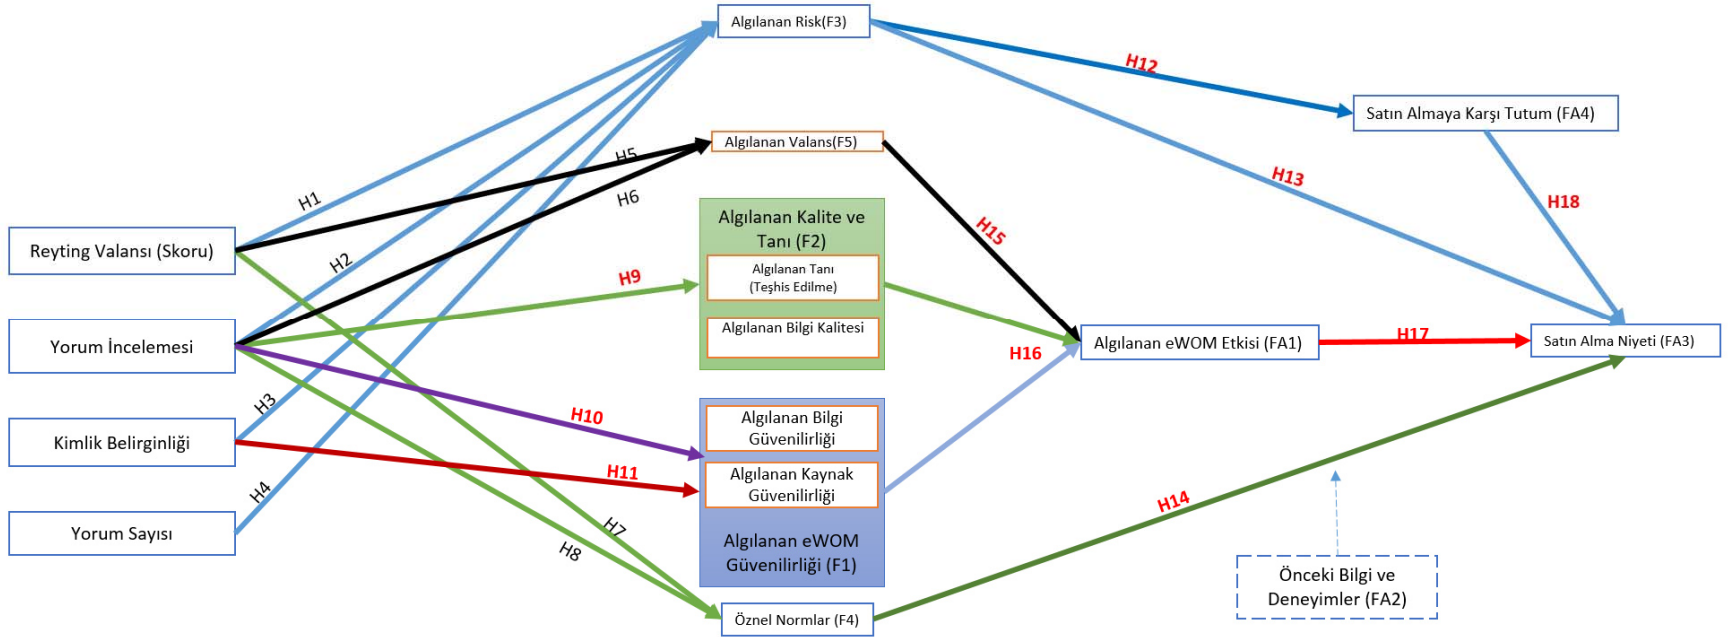 Algılanan Risk(F3)
H12
Satın Almaya Karşı Tutum (FA4)
Algılanan Valans(F5)
H5
H6
H1
H13
H18
H15
Algılanan Kalite ve
Tanı (F2)
Algılanan Tanı
(Teşhis Edilme)
Algılanan Bilgi Kalitesi
Reyting Valansı (Skoru)
H2
H9
Yorum İncelemesi
H16
Algılanan eWOM Etkisi (FA1)
H17
Satın Alma Niyeti (FA3)
H3
H10
Algılanan Bilgi
Güvenilirliği
Kimlik Belirginliği
H11
Algılanan Kaynak
Güvenilirliği
H4
H14
Yorum Sayısı
H7
H8
Algılanan eWOM
Güvenilirliği (F1)
Önceki Bilgi ve
Deneyimler (FA2)
Öznel Normlar (F4)